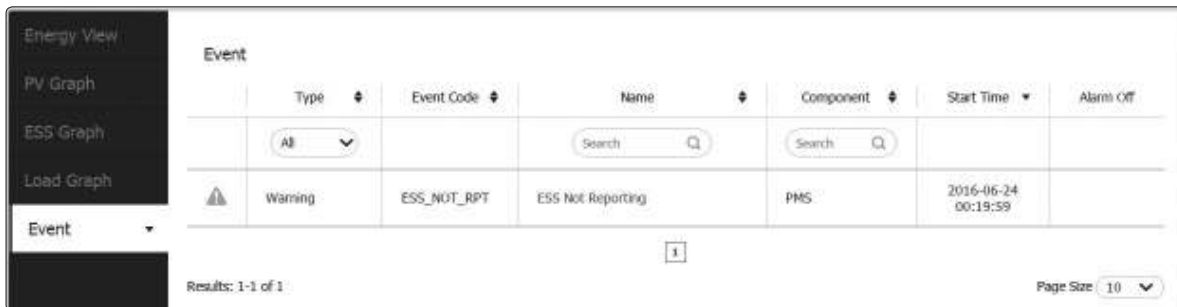 Energy View
PV Graph
ESS Graph
Load Graph
Event
Event
Type Event Code Name Component Start Time Alarm Off
All Search Search
Warning ESS_NOT_RPT ESS Not Reporting PMS 2016-06-24
00:19:59
1
Results: 1-1 of 1 Page Size 10